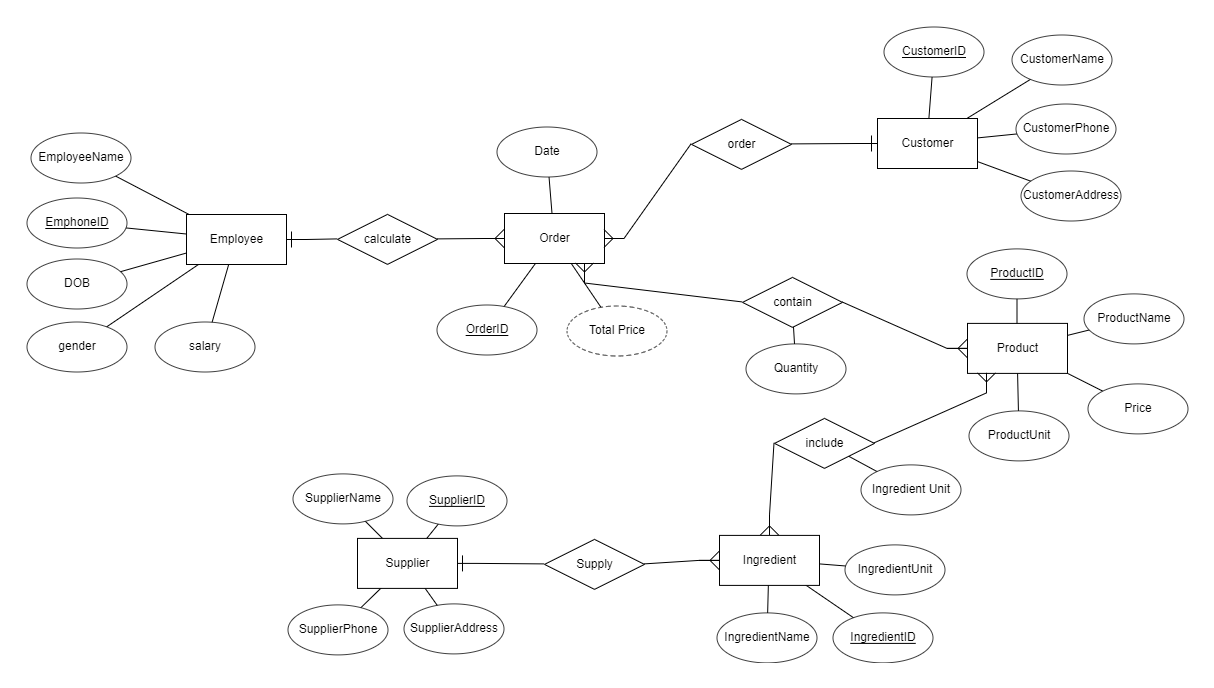 CustomerID
CustomerName
CustomerPhone
Customer
CustomerAddress
order
Date
EmployeeName
EmphoneID
Employee
calculate
Order
DOB
gender
salary
OrderID
Total Price
contain
Quantity
ProductID
ProductName
Product
Price
ProductUnit
include
Ingredient Unit
SupplierName
SupplierID
Supplier
Supply
Ingredient
IngredientUnit
SupplierPhone
SupplierAddress
IngredientName
IngredientID